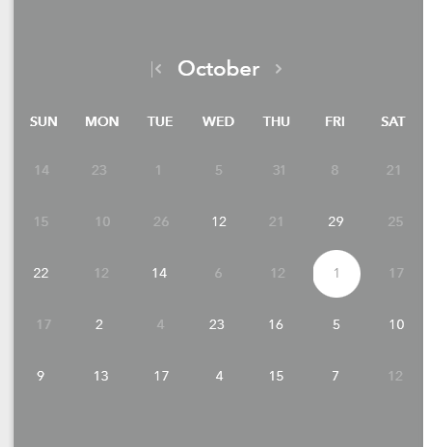 |‹ October ›
SUN MON TUE WED THU FRI SAT
14 23 1 5 31 8 21
15 10 26 12 21 29 25
22 12 14 6 12 1 17
17 2 4 23 16 5 10
9 13 17 4 15 7 12